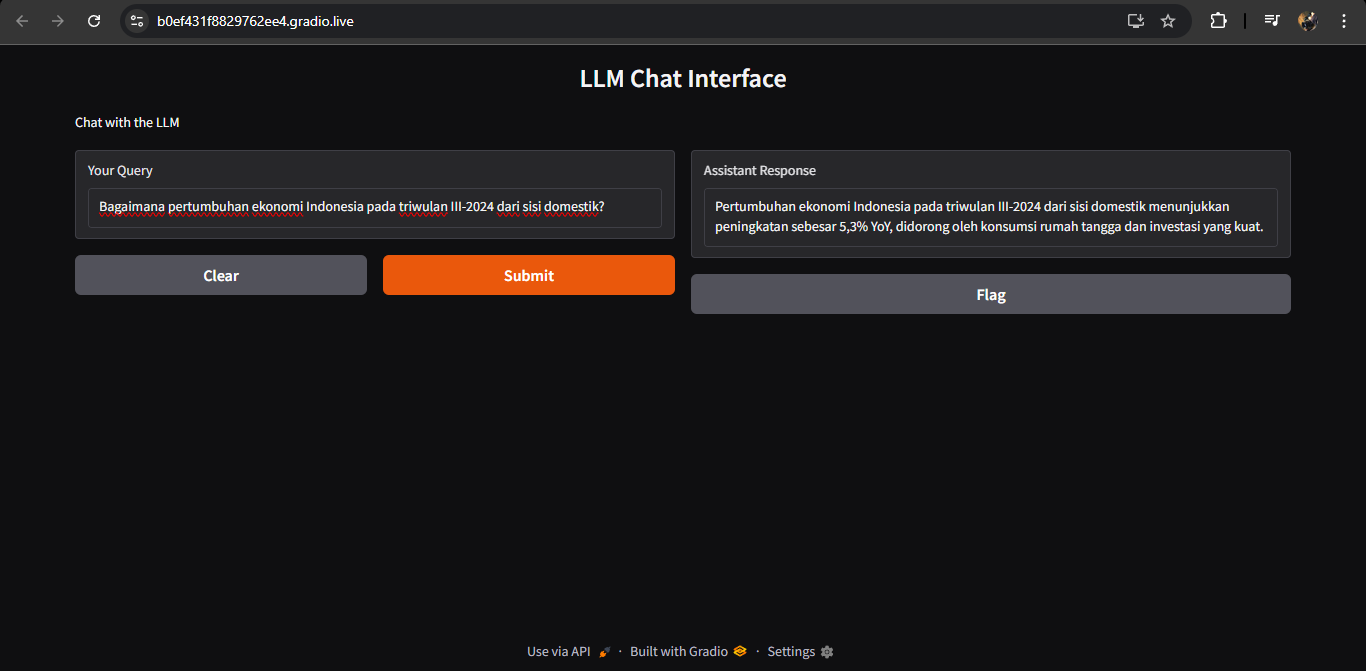 b0ef431f8829762ee4.gradio.live
LLM Chat Interface
Chat with the LLM
Your Query
Bagaimana pertumbuhan ekonomi Indonesia pada triwulan III-2024 dari sisi domestik?
Clear
Submit
Assistant Response
Pertumbuhan ekonomi Indonesia pada triwulan III-2024 dari sisi domestik menunjukkan
peningkatan sebesar 5,3% YoY, didorong oleh konsumsi rumah tangga dan investasi yang kuat.
Flag
Use via API · Built with Gradio · Settings